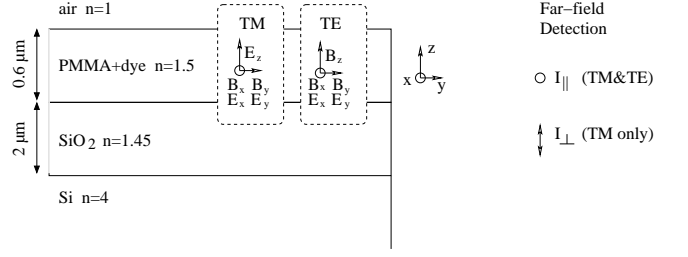 air n=1
TM
TE
Far–field
Detection
0.6 μm
PMMA+dye n=1.5
E_z
B_x B_y
E_x E_y
B_z
B_x B_y
E_x E_y
z
x
y
I_|| (TM&TE)
2 μm
SiO_2 n=1.45
I_⊥ (TM only)
Si n=4